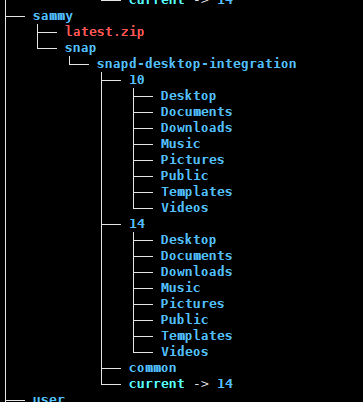 current -> 14
sammy
latest.zip
snap
snapd-desktop-integration
10
Desktop
Documents
Downloads
Music
Pictures
Public
Templates
Videos
14
Desktop
Documents
Downloads
Music
Pictures
Public
Templates
Videos
common
current -> 14
user